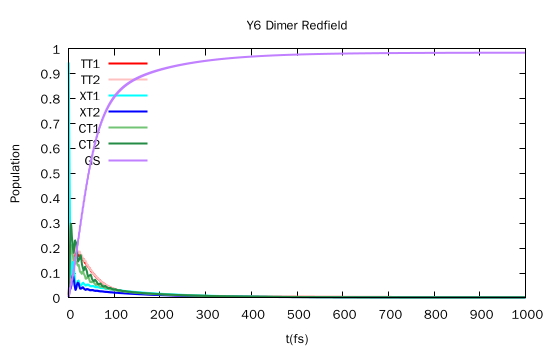 Y6 Dimer Redfield
1
0.9
0.8
0.7
0.6
0.5
0.4
0.3
0.2
0.1
0
Population
TT1
TT2
XT1
XT2
CT1
CT2
GS
0 100 200 300 400 500 600 700 800 900 1000
t(fs)